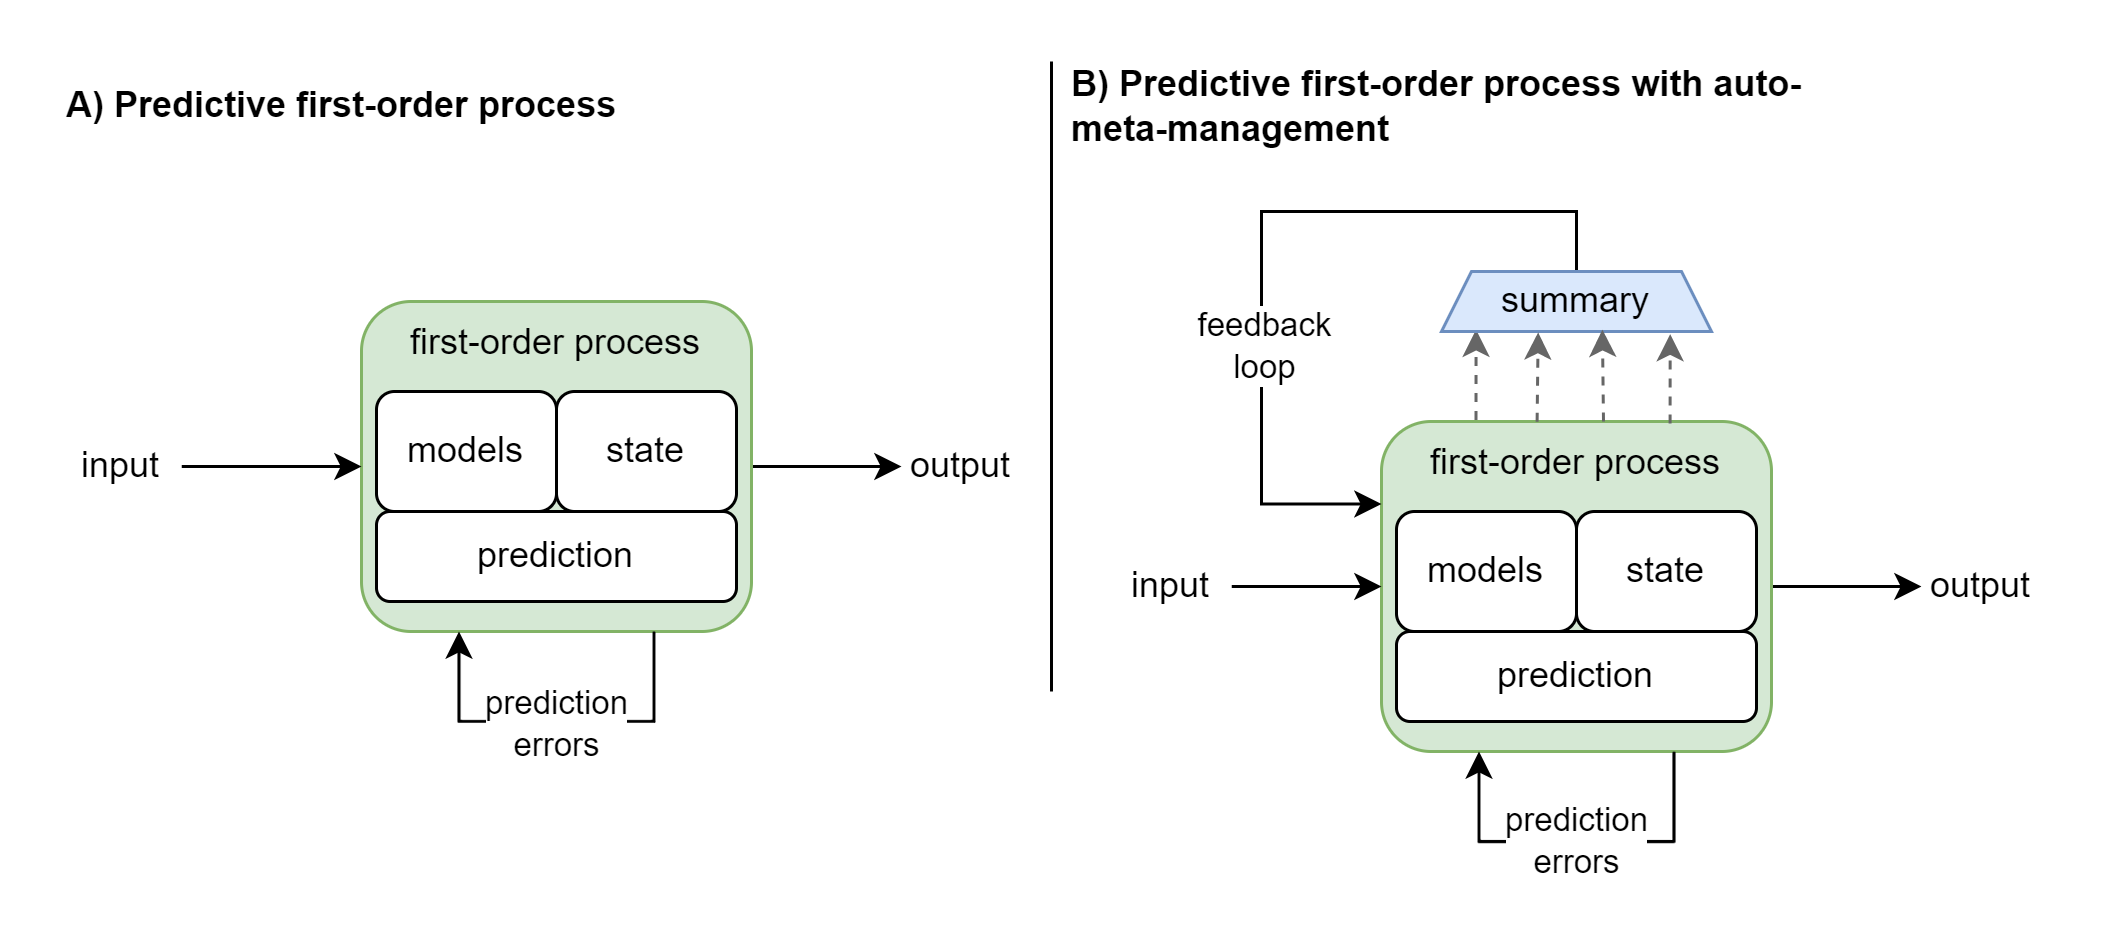 A) Predictive first-order process
first-order process
models
state
input
output
prediction
prediction
errors
B) Predictive first-order process with auto-
meta-management
summary
feedback
loop
first-order process
models
state
input
output
prediction
prediction
errors